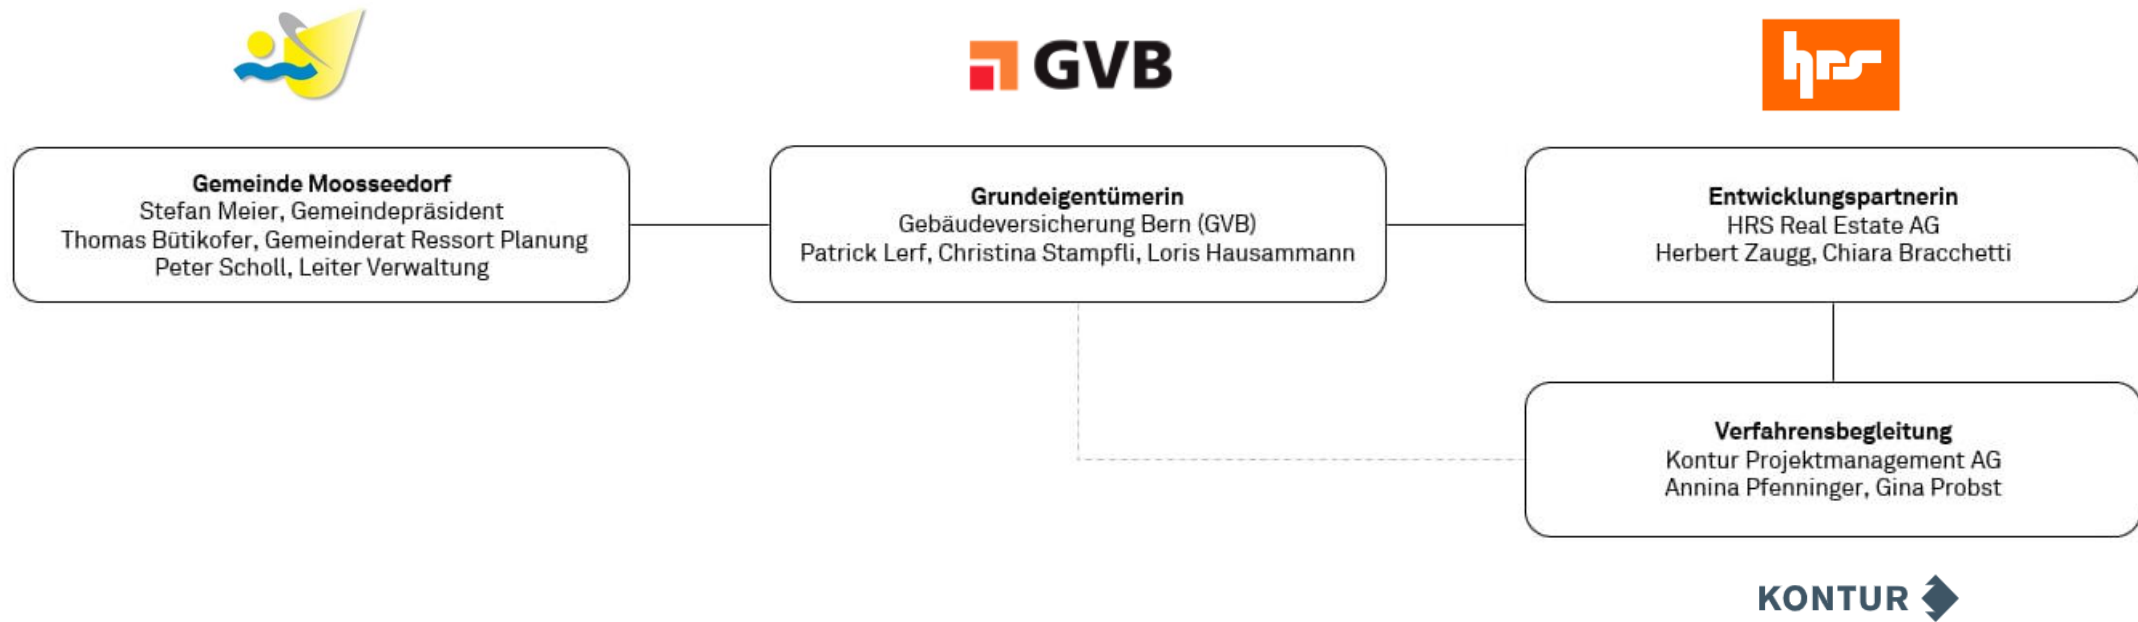 GVB
hrs
Gemeinde Moosseedorf
Stefan Meier, Gemeindepräsident
Thomas Bütikofer, Gemeinderat Ressort Planung
Peter Scholl, Leiter Verwaltung
Grundeigentümerin
Gebäudeversicherung Bern (GVB)
Patrick Lerf, Christina Stampfli, Loris Hausammann
Entwicklungspartnerin
HRS Real Estate AG
Herbert Zaugg, Chiara Bracchetti
Verfahrensbegleitung
Kontur Projektmanagement AG
Annina Pfenninger, Gina Probst
KONTUR